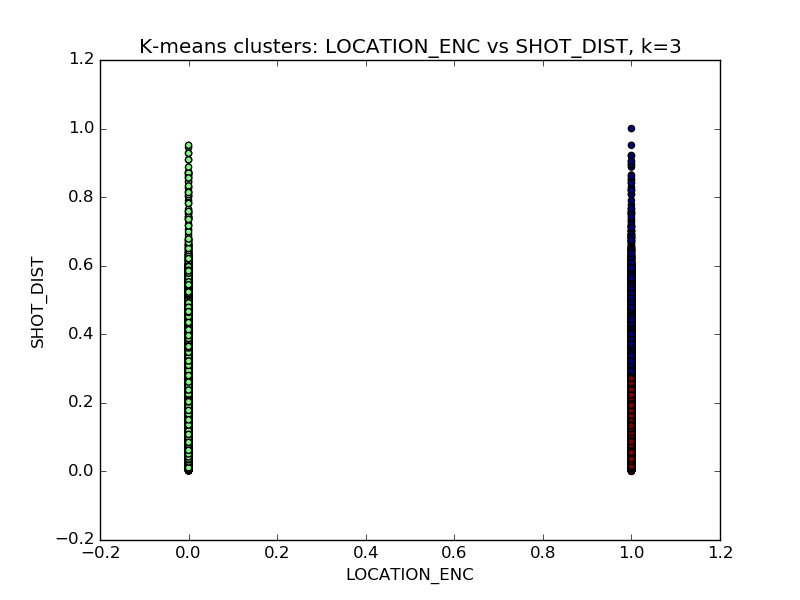 K-means clusters: LOCATION_ENC vs SHOT_DIST, k=3
1.2
1.0
0.8
0.6
0.4
0.2
0.0
−0.2
SHOT_DIST
−0.2 0.0 0.2 0.4 0.6 0.8 1.0 1.2
LOCATION_ENC